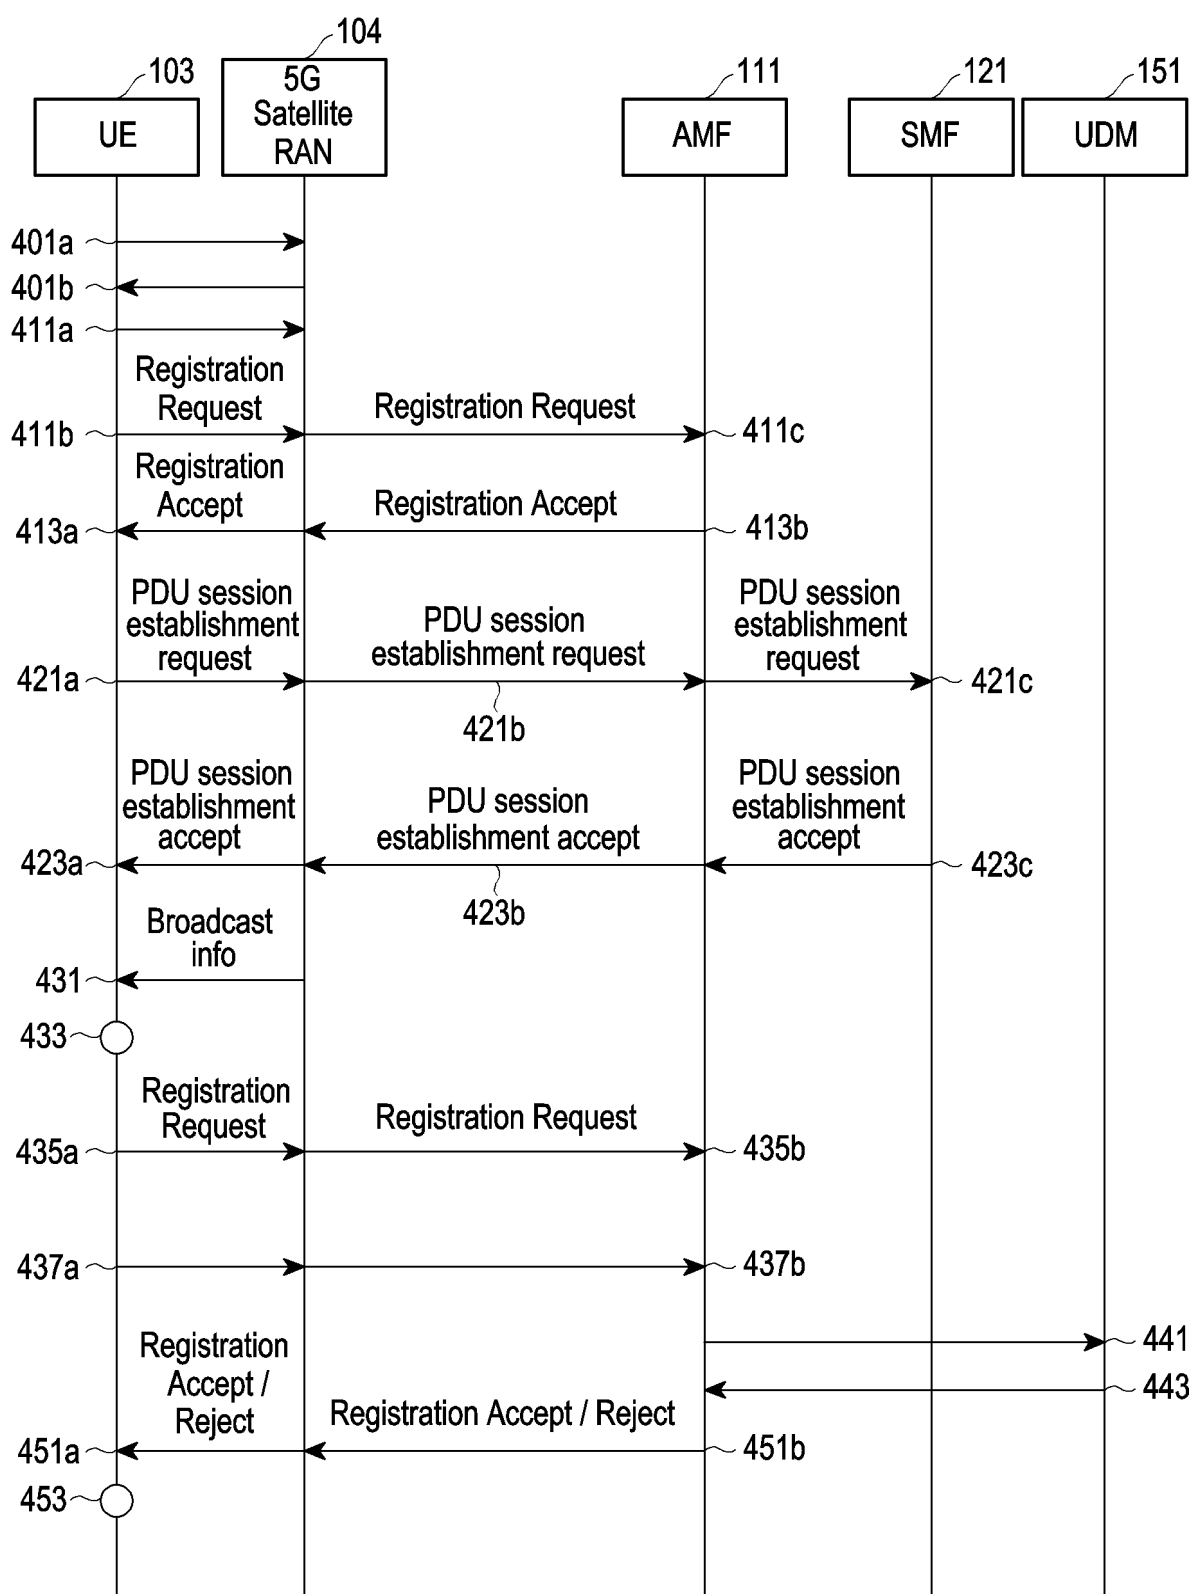 104
103
5G
Satellite
RAN
111
121
151
UE
AMF
SMF
UDM
401a
401b
411a
Registration
Request
Registration Request
411b
411c
Registration
Accept
Registration Accept
413a
413b
PDU session
establishment
request
PDU session
establishment request
PDU session
establishment
request
421a
421b
421c
PDU session
establishment
accept
PDU session
establishment accept
PDU session
establishment
accept
423a
423b
423c
Broadcast
info
431
433
Registration
Request
Registration Request
435a
435b
437a
437b
441
443
Registration
Accept /
Reject
Registration Accept / Reject
451a
451b
453